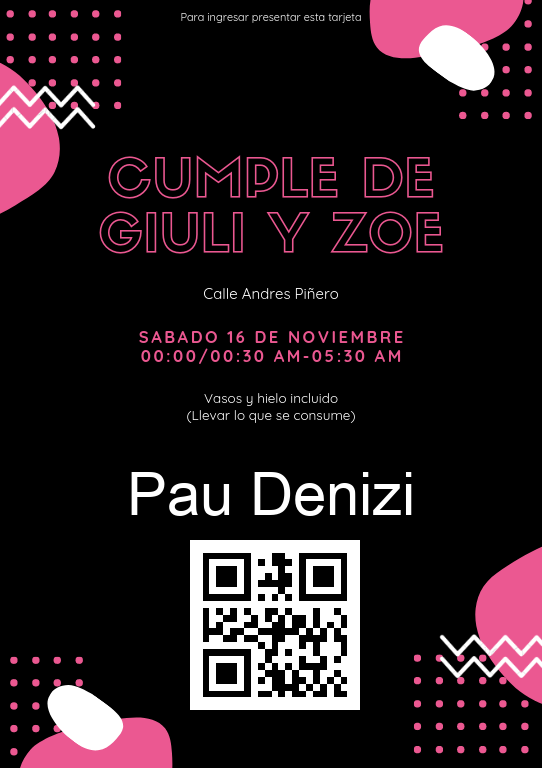 Para ingresar presentar esta tarjeta
CUMPLE DE
GIULI Y ZOE
Calle Andres Piñero
SABADO 16 DE NOVIEMBRE
00:00/00:30 AM-05:30 AM
Vasos y hielo incluido
(Llevar lo que se consume)
Pau Denizi